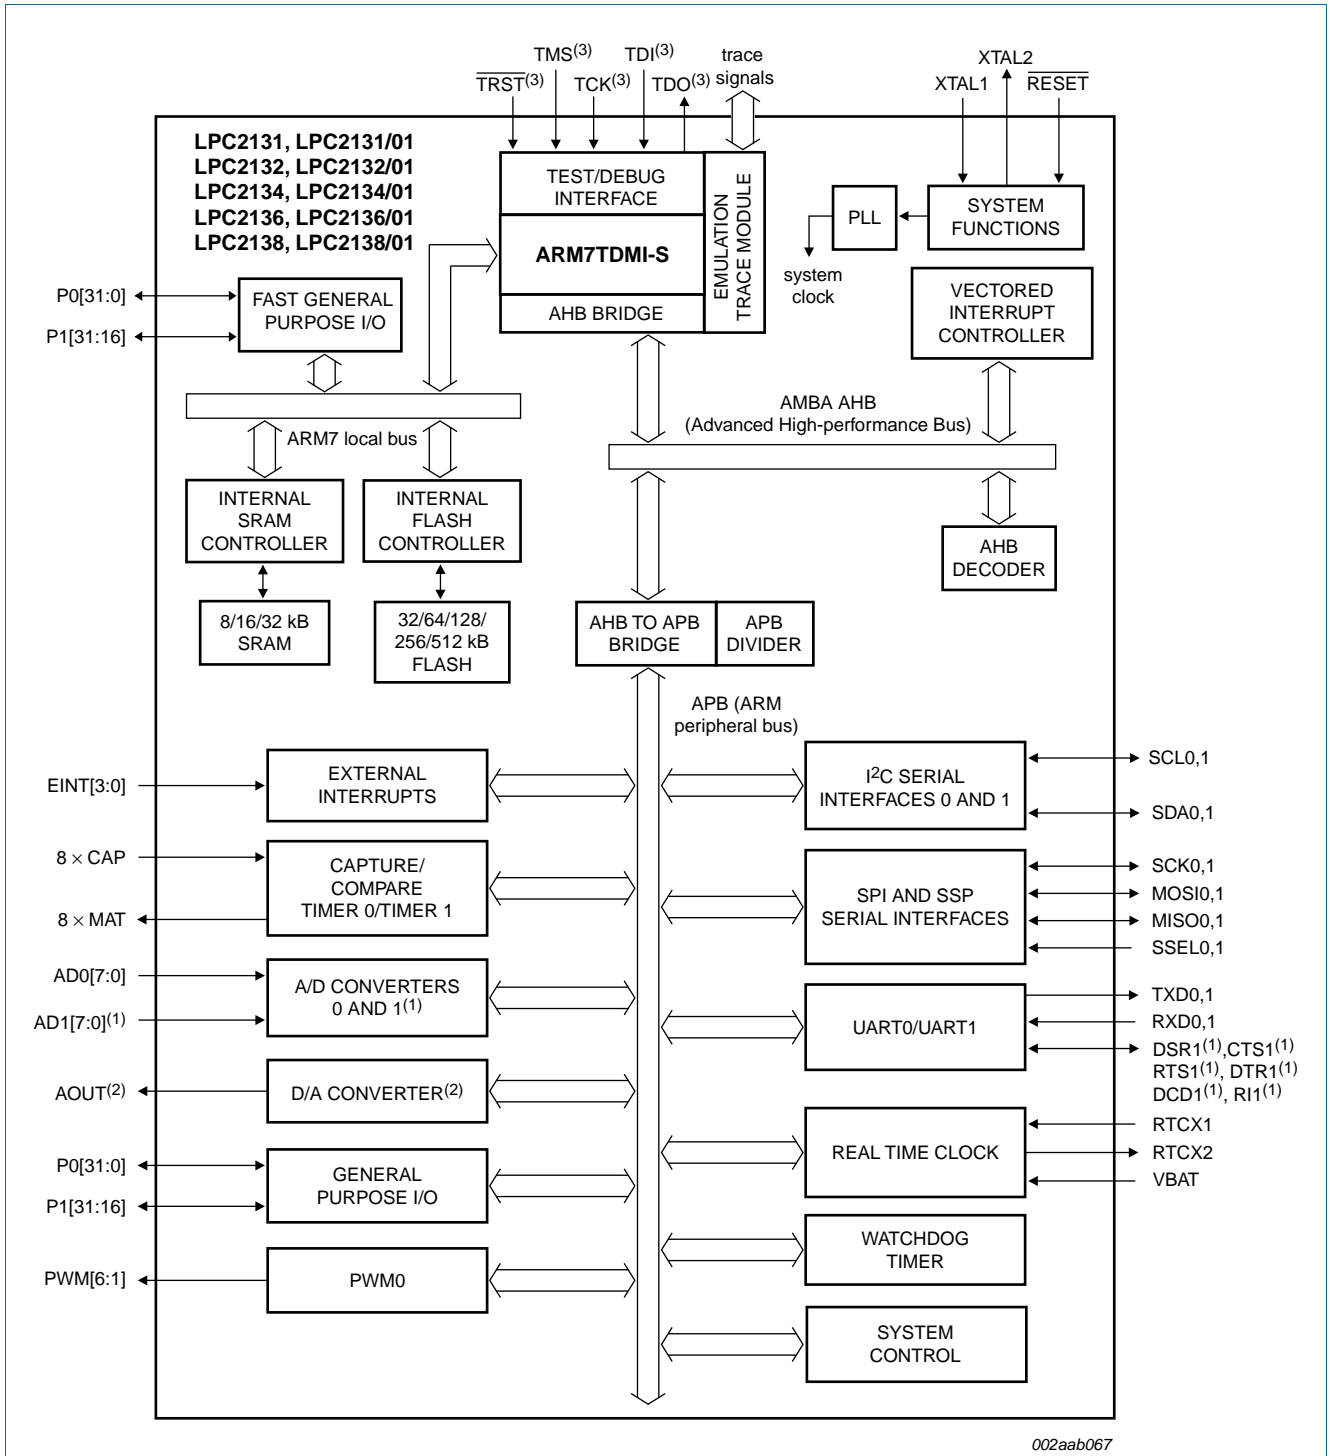 TMS(3)
TDI(3)
trace
signals
TRST(3)
TCK(3)
TDO(3)
XTAL2
XTAL1
RESET
LPC2131, LPC2131/01
LPC2132, LPC2132/01
LPC2134, LPC2134/01
LPC2136, LPC2136/01
LPC2138, LPC2138/01
TEST/DEBUG
INTERFACE
ARM7TDMI-S
AHB BRIDGE
EMULATION
TRACE MODULE
PLL
SYSTEM
FUNCTIONS
system
clock
P0[31:0]
P1[31:16]
FAST GENERAL
PURPOSE I/O
VECTORED
INTERRUPT
CONTROLLER
AMBA AHB
(Advanced High-performance Bus)
ARM7 local bus
INTERNAL
SRAM
CONTROLLER
INTERNAL
FLASH
CONTROLLER
AHB
DECODER
8/16/32 kB
SRAM
32/64/128/
256/512 kB
FLASH
AHB TO APB
BRIDGE
APB
DIVIDER
APB (ARM
peripheral bus)
EINT[3:0]
EXTERNAL
INTERRUPTS
I2C SERIAL
INTERFACES 0 AND 1
SCL0,1
SDA0,1
8 × CAP
8 × MAT
CAPTURE/
COMPARE
TIMER 0/TIMER 1
SPI AND SSP
SERIAL INTERFACES
SCK0,1
MOSI0,1
MISO0,1
SSEL0,1
AD0[7:0]
AD1[7:0](1)
A/D CONVERTERS
0 AND 1(1)
UART0/UART1
TXD0,1
RXD0,1
DSR1(1),CTS1(1)
RTS1(1), DTR1(1)
DCD1(1), RI1(1)
AOUT(2)
D/A CONVERTER(2)
REAL TIME CLOCK
RTCX1
RTCX2
VBAT
P0[31:0]
P1[31:16]
GENERAL
PURPOSE I/O
WATCHDOG
TIMER
PWM[6:1]
PWM0
SYSTEM
CONTROL
002aab067